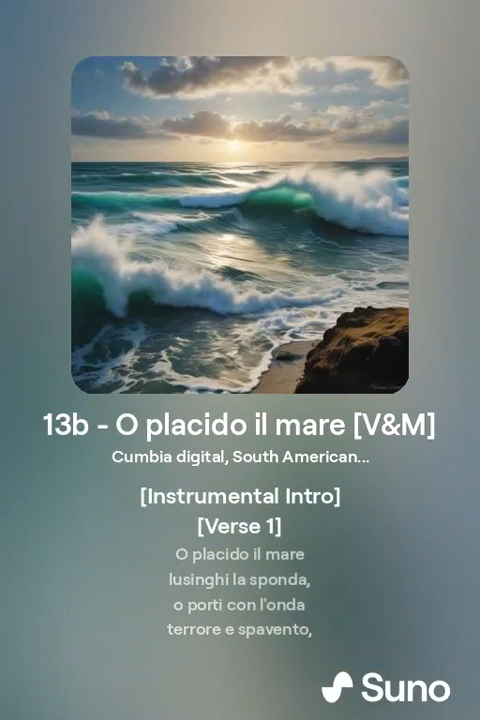 13b - O placido il mare [V&M]
Cumbia digital, South American...
[Instrumental Intro]
[Verse 1]
O placido il mare
lusinghi la sponda,
o porti con l'onda
terrore e spavento,
Suno